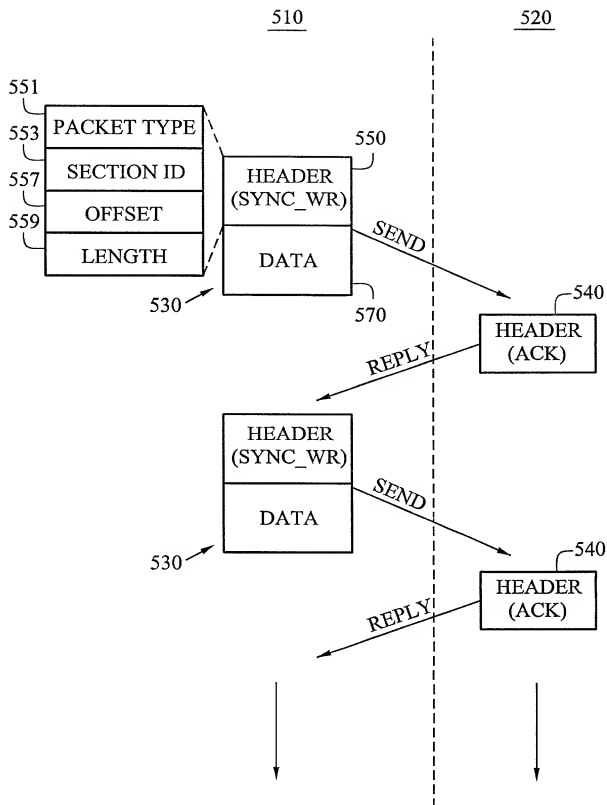 510
520
551
PACKET TYPE
553
SECTION ID
557
OFFSET
559
LENGTH
550
HEADER
(SYNC_WR)
DATA
530
570
SEND
540
HEADER
(ACK)
REPLY
HEADER
(SYNC_WR)
DATA
530
SEND
540
HEADER
(ACK)
REPLY